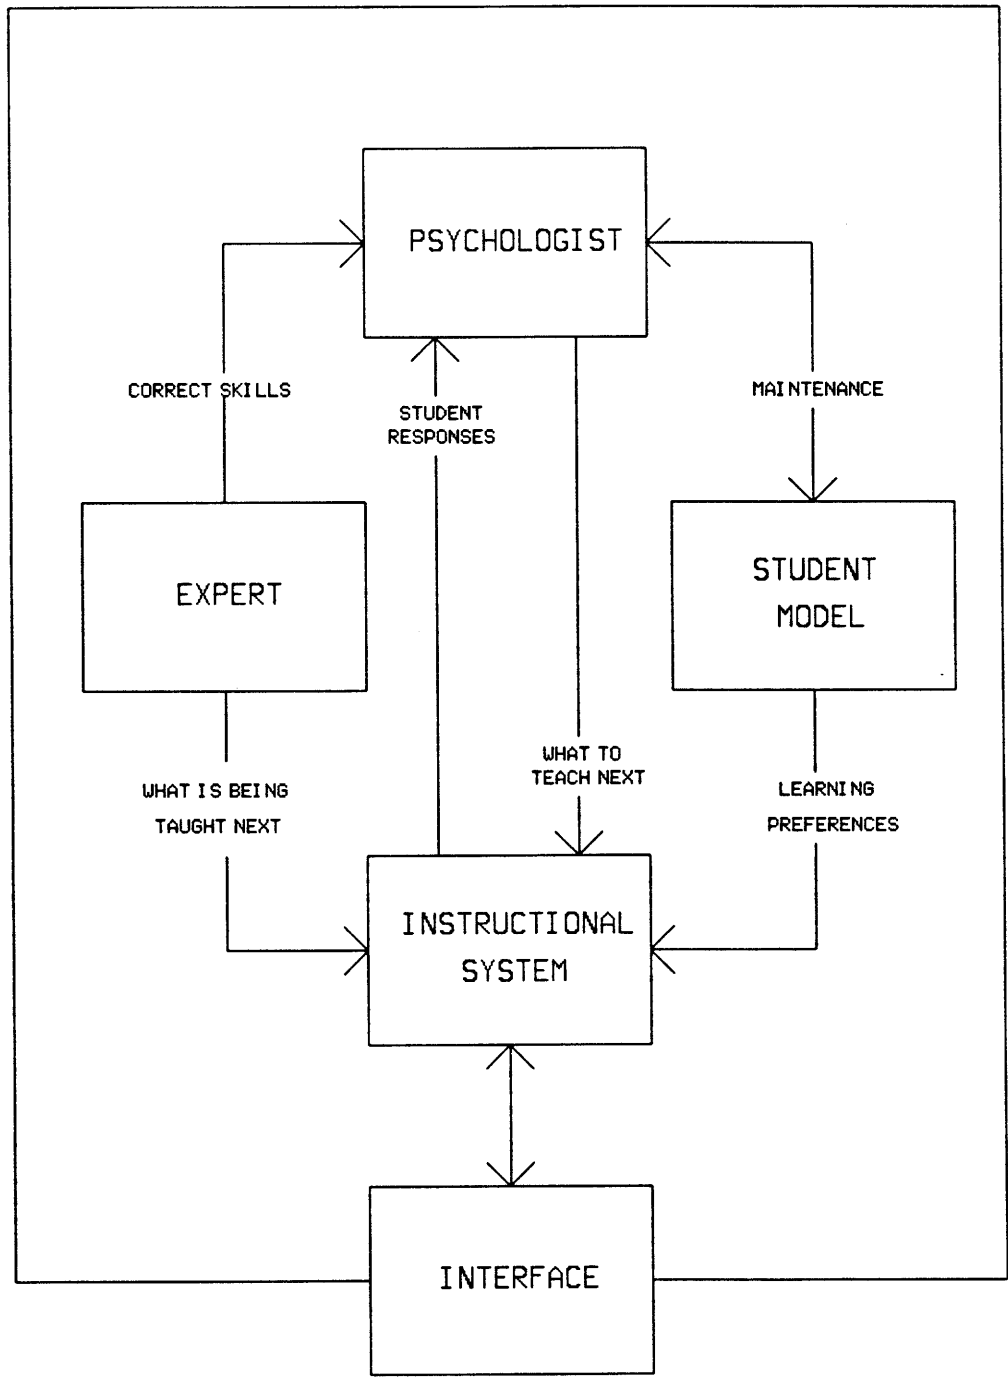 PSYCHOLOGIST
CORRECT SKILLS
MAINTENANCE
STUDENT
RESPONSES
EXPERT
STUDENT
MODEL
WHAT TO
TEACH NEXT
WHAT IS BEING
TAUGHT NEXT
LEARNING
PREFERENCES
INSTRUCTIONAL
SYSTEM
INTERFACE